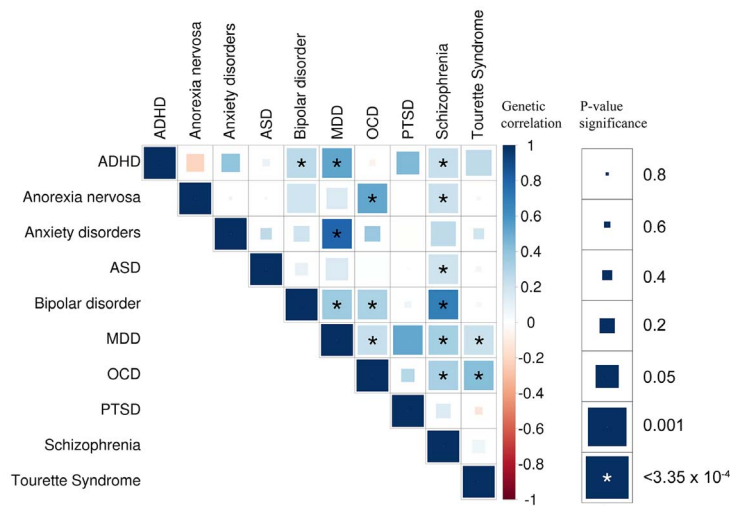 ADHD
Anorexia nervosa
Anxiety disorders
ASD
Bipolar disorder
MDD
OCD
PTSD
Schizophrenia
Tourette Syndrome
Genetic
correlation
P-value
significance
ADHD
Anorexia nervosa
Anxiety disorders
ASD
Bipolar disorder
MDD
OCD
PTSD
Schizophrenia
Tourette Syndrome
* * *
* *
*
*
* * *
* * *
* *
1
0.8
0.6
0.4
0.2
0
-0.2
-0.4
-0.6
-0.8
-1
0.8
0.6
0.4
0.2
0.05
0.001
* <3.35 x 10⁻⁴